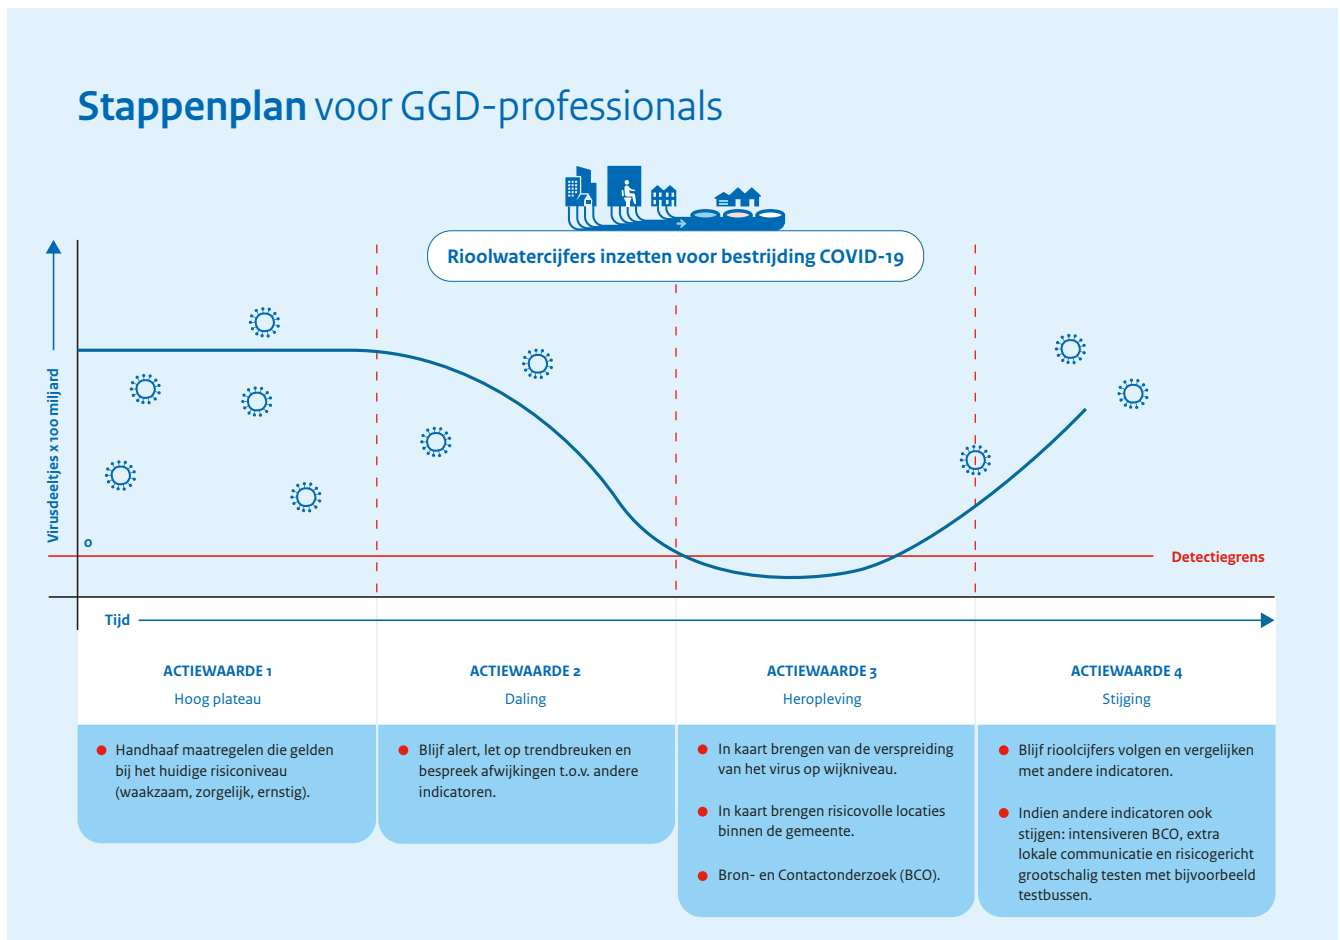 Stappenplan voor GGD-professionals
Rioolwatercijfers inzetten voor bestrijding COVID-19
Virusdeeltjes x 100 miljard
0
Detectiegrens
Tijd
ACTIEWAARDE 1
Hoog plateau
Handhaaf maatregelen die gelden
bij het huidige risiconiveau
(waakzaam, zorgelijk, ernstig).
ACTIEWAARDE 2
Daling
Blijf alert, let op trendbreuken en
bespreek afwijkingen t.o.v. andere
indicatoren.
ACTIEWAARDE 3
Heropleving
In kaart brengen van de verspreiding
van het virus op wijkniveau.
In kaart brengen risicovolle locaties
binnen de gemeente.
Bron- en Contactonderzoek (BCO).
ACTIEWAARDE 4
Stijging
Blijf rioolcijfers volgen en vergelijken
met andere indicatoren.
Indien andere indicatoren ook
stijgen: intensiveren BCO, extra
lokale communicatie en risicogericht
grootschalig testen met bijvoorbeeld
testbussen.